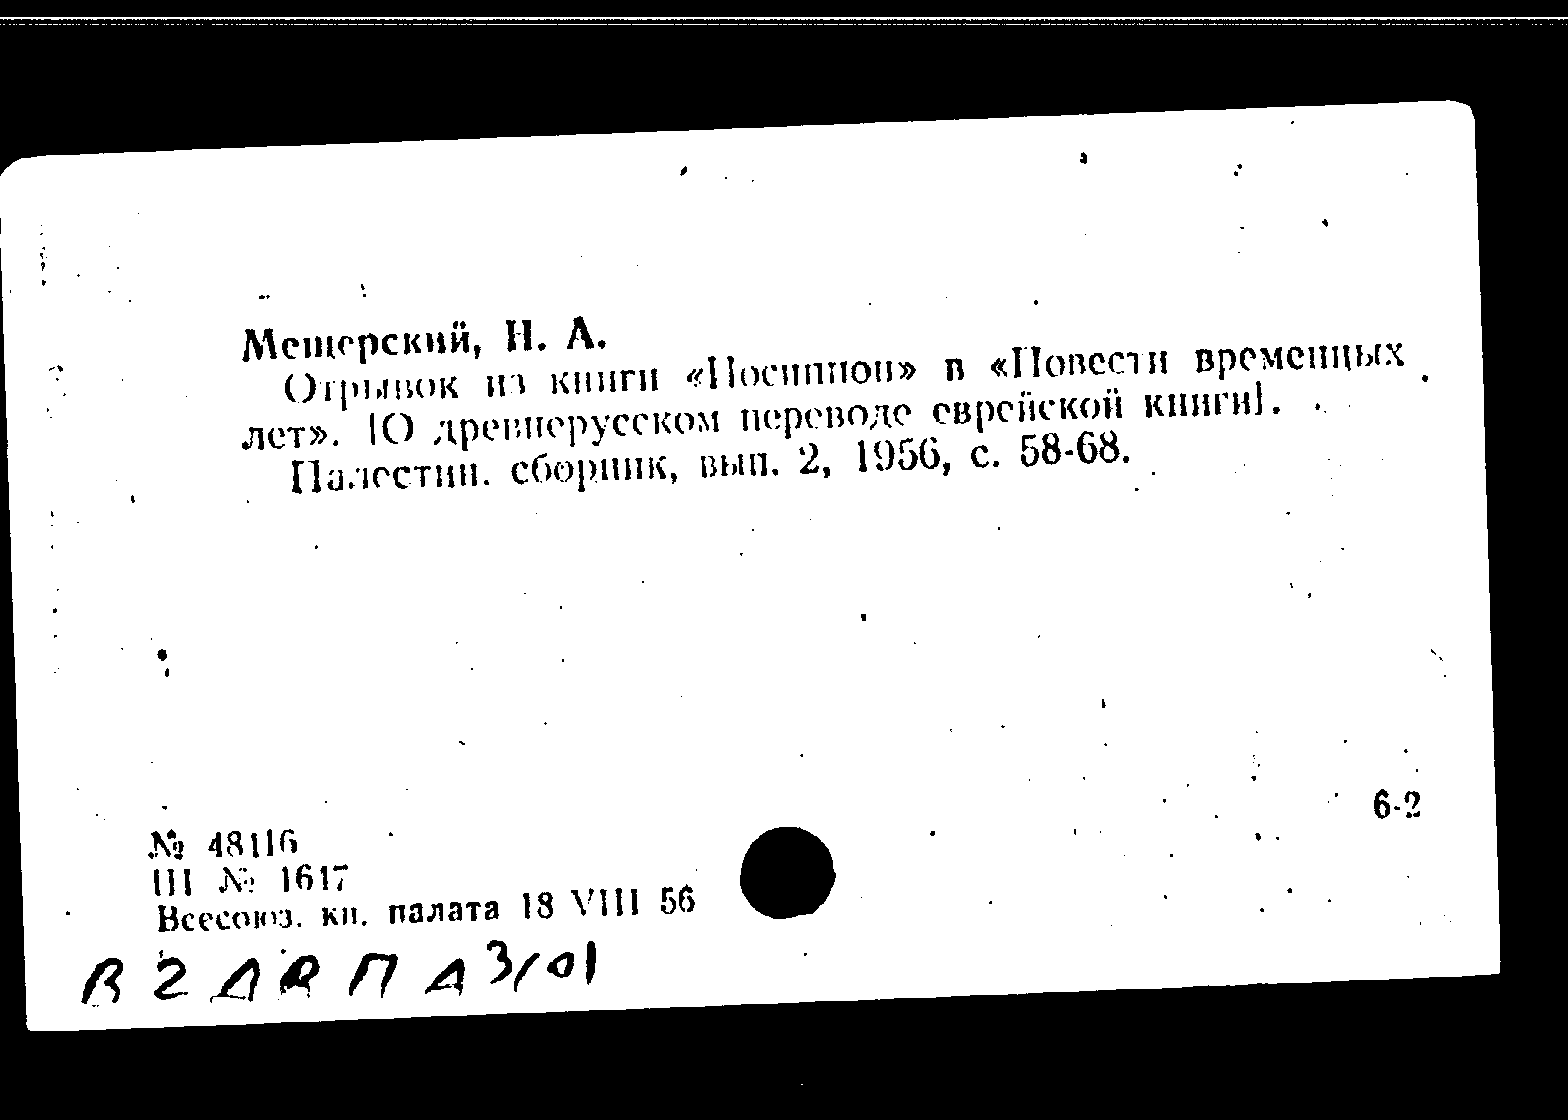 Мещерский, Н. А.
Отрывок из книги «Иосиппон» в «Повести временных
лет». [О древнерусском переводе еврейской книги].
Палестин. сборник, вып. 2, 1956, с. 58-68.
6-2
№ 48116
III № 1617
Всесоюз. кн. палата 18 VIII 56